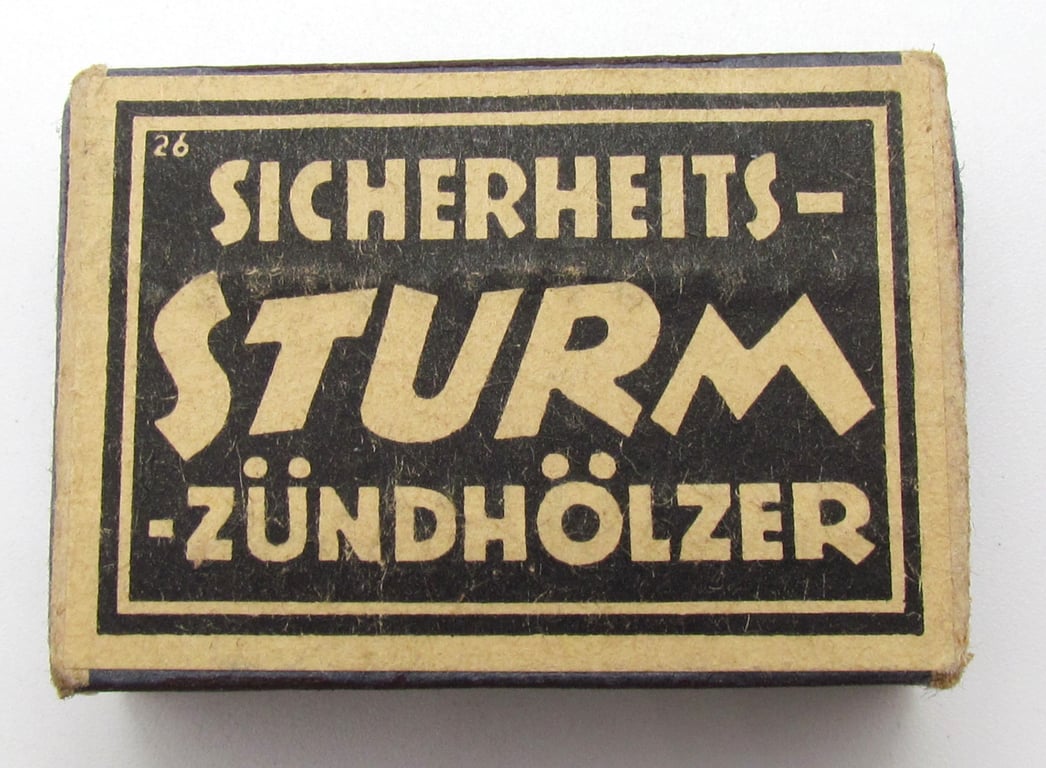 26
SICHERHEITS-
STURM
-ZÜNDHÖLZER